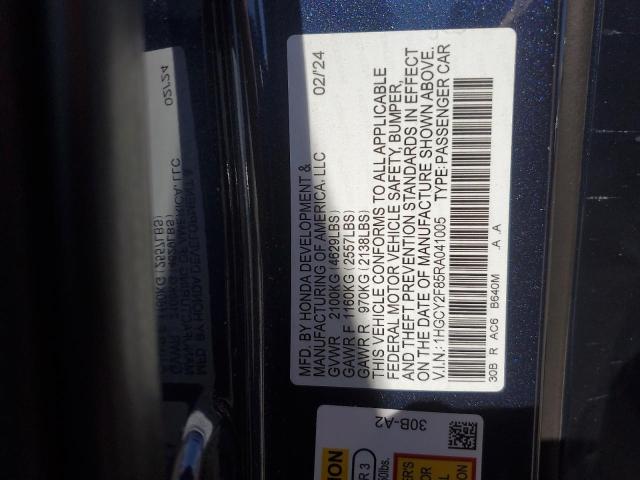 MFD. BY HONDA DEVELOPMENT & 02/'24
MANUFACTURING OF AMERICA, LLC
GVWR 2100KG (4629LBS)
GAWR F 1160KG (2557LBS)
GAWR R 970KG (2138LBS)
THIS VEHICLE CONFORMS TO ALL APPLICABLE
FEDERAL MOTOR VEHICLE SAFETY, BUMPER,
AND THEFT PREVENTION STANDARDS IN EFFECT
ON THE DATE OF MANUFACTURE SHOWN ABOVE.
V.I.N.: 1HGCY2F85RA041005 TYPE:PASSENGER CAR
30B R AC6 B640M .A .A
30B-A2